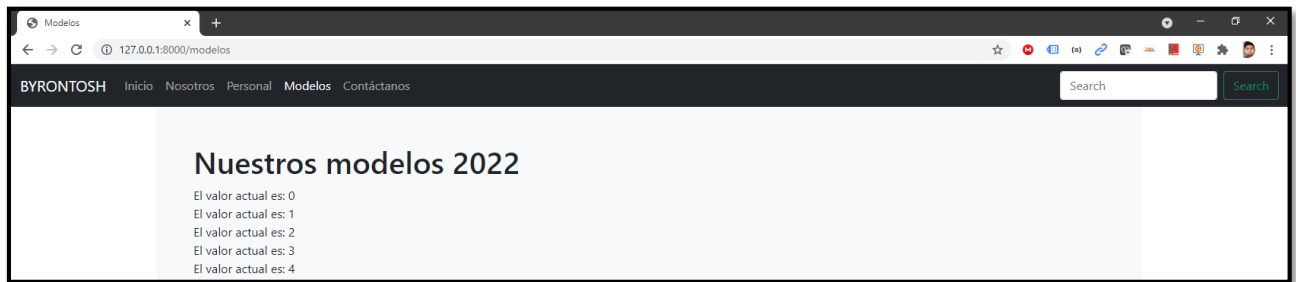 Modelos
127.0.0.1:8000/modelos
BYRONTOSH Inicio Nosotros Personal Modelos Contáctanos Search Search
Nuestros modelos 2022
El valor actual es: 0
El valor actual es: 1
El valor actual es: 2
El valor actual es: 3
El valor actual es: 4